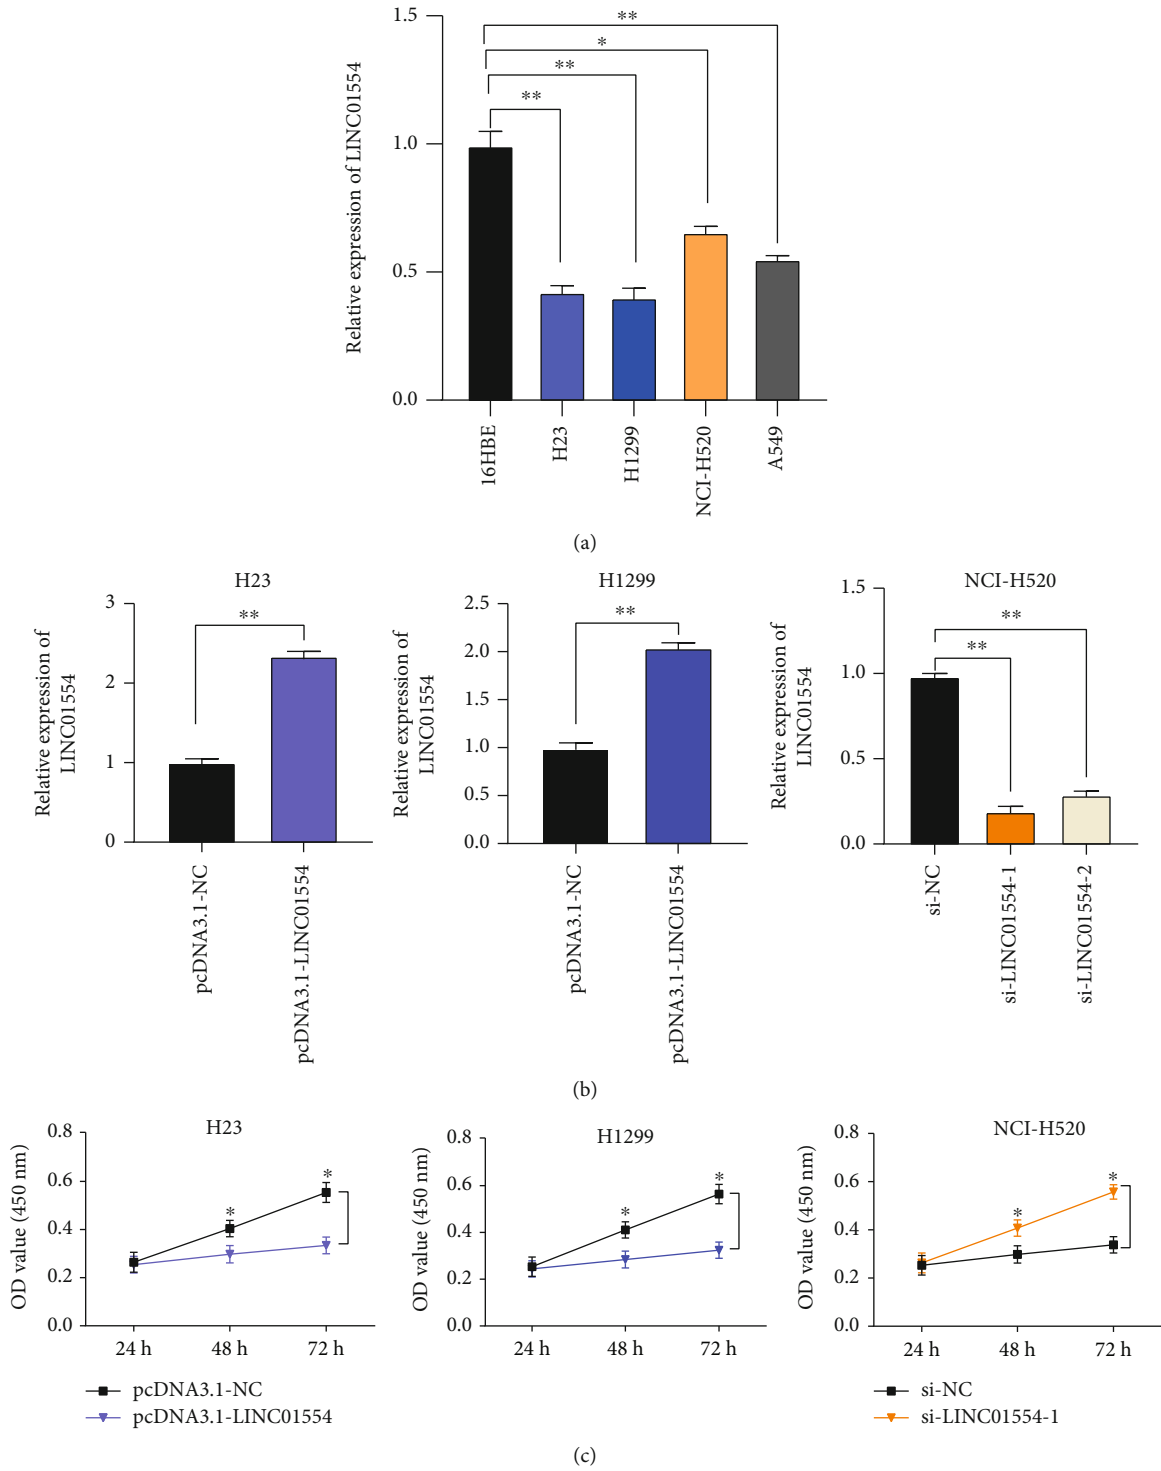 Relative expression of LINC01554
1.5
1.0
0.5
0.0
**
*
**
**
16HBE
H23
H1299
NCI-H520
A549
(a)
H23
Relative expression of
LINC01554
3
2
1
0
**
pcDNA3.1-NC
pcDNA3.1-LINC01554
H1299
Relative expression of
LINC01554
2.5
2.0
1.5
1.0
0.5
0.0
**
pcDNA3.1-NC
pcDNA3.1-LINC01554
NCI-H520
Relative expression of
LINC01554
1.5
1.0
0.5
0.0
**
**
si-NC
si-LINC01554-1
si-LINC01554-2
(b)
H23
OD value (450 nm)
0.8
0.6
0.4
0.2
0.0
*
*
24 h 48 h 72 h
pcDNA3.1-NC
pcDNA3.1-LINC01554
H1299
OD value (450 nm)
0.8
0.6
0.4
0.2
0.0
*
*
24 h 48 h 72 h
NCI-H520
OD value (450 nm)
0.8
0.6
0.4
0.2
0.0
*
*
24 h 48 h 72 h
si-NC
si-LINC01554-1
(c)